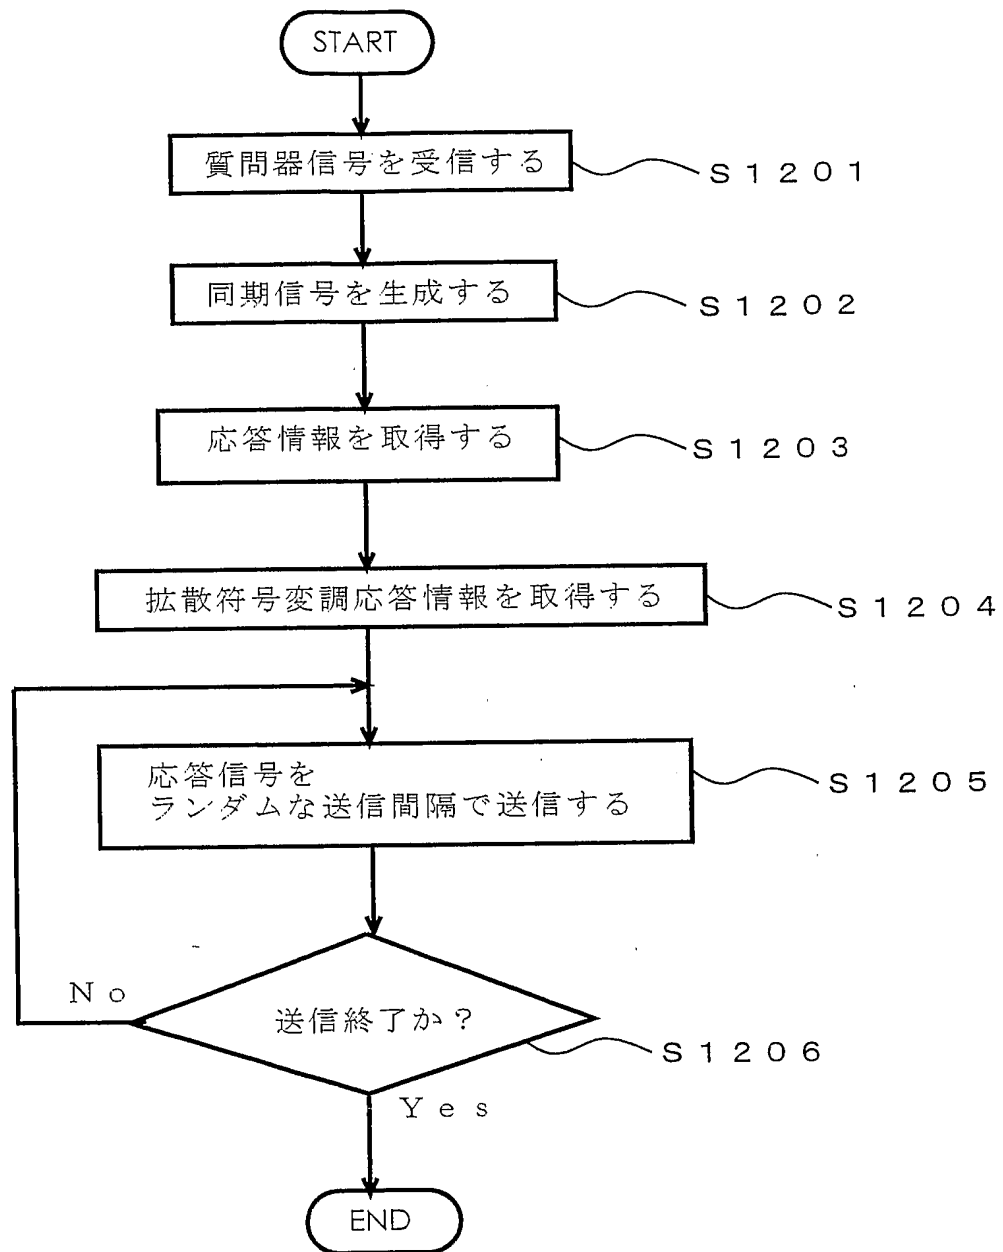 START
質問器信号を受信する
S1201
同期信号を生成する
S1202
応答情報を取得する
S1203
拡散符号変調応答情報を取得する
S1204
応答信号を
ランダムな送信間隔で送信する
S1205
No
送信終了か?
S1206
Yes
END